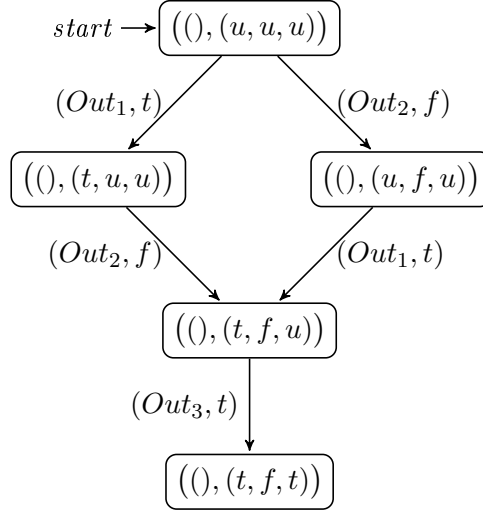 start ((), (u, u, u))
(Out₁, t) (Out₂, f)
((), (t, u, u)) ((), (u, f, u))
(Out₂, f) (Out₁, t)
((), (t, f, u))
(Out₃, t)
((), (t, f, t))